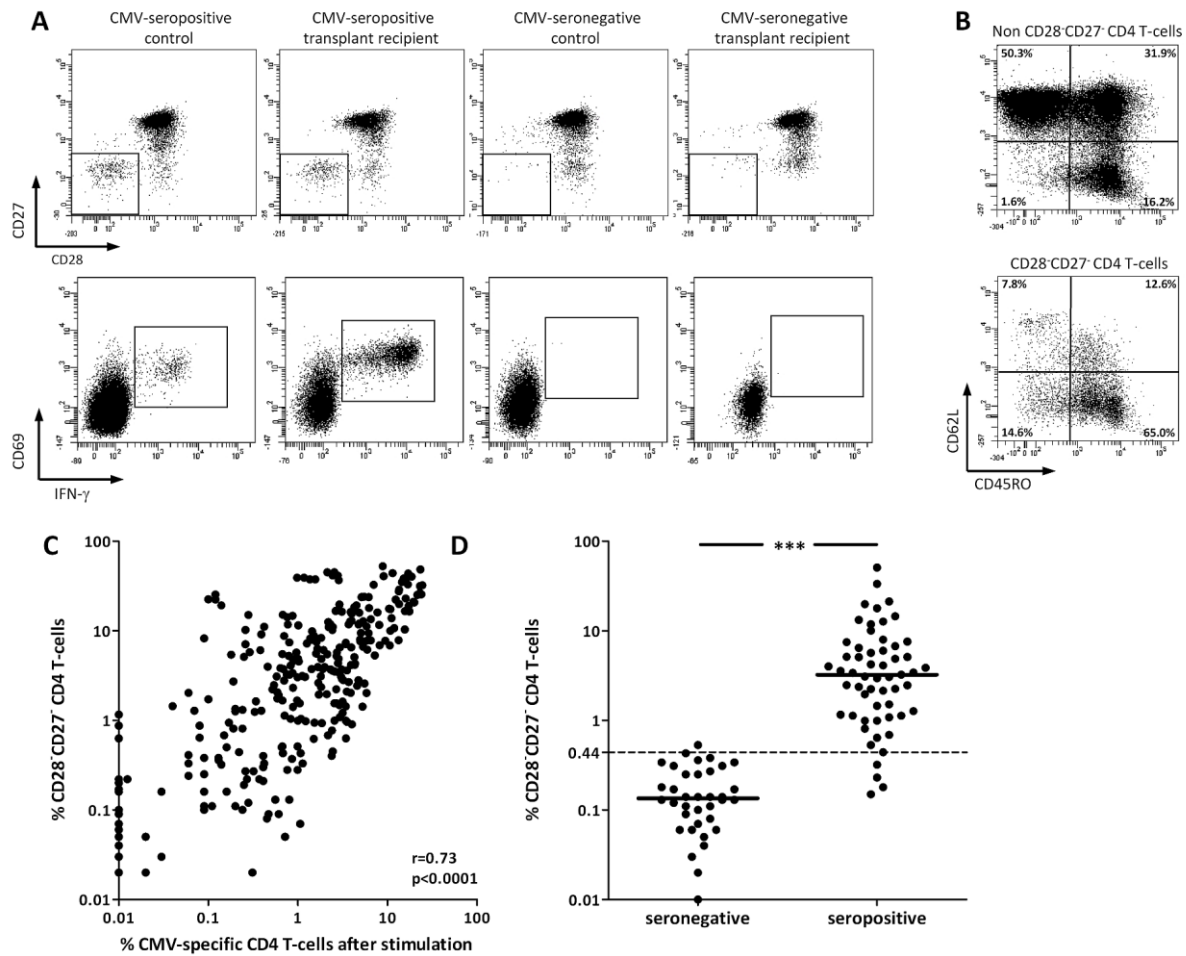 A
CMV-seropositive
control
CMV-seropositive
transplant recipient
CMV-seronegative
control
CMV-seronegative
transplant recipient
CD27
CD28
CD69
IFN-γ
B
Non CD28⁻CD27⁻ CD4 T-cells
50.3% 31.9%
1.6% 16.2%
CD28⁻CD27⁻ CD4 T-cells
7.8% 12.6%
14.6% 65.0%
CD62L
CD45RO
C
% CD28⁻CD27⁻ CD4 T-cells
100
10
1
0.1
0.01
0.01 0.1 1 10 100
r=0.73
p<0.0001
% CMV-specific CD4 T-cells after stimulation
D
***
% CD28⁻CD27⁻ CD4 T-cells
100
10
1
0.44
0.1
0.01
seronegative seropositive